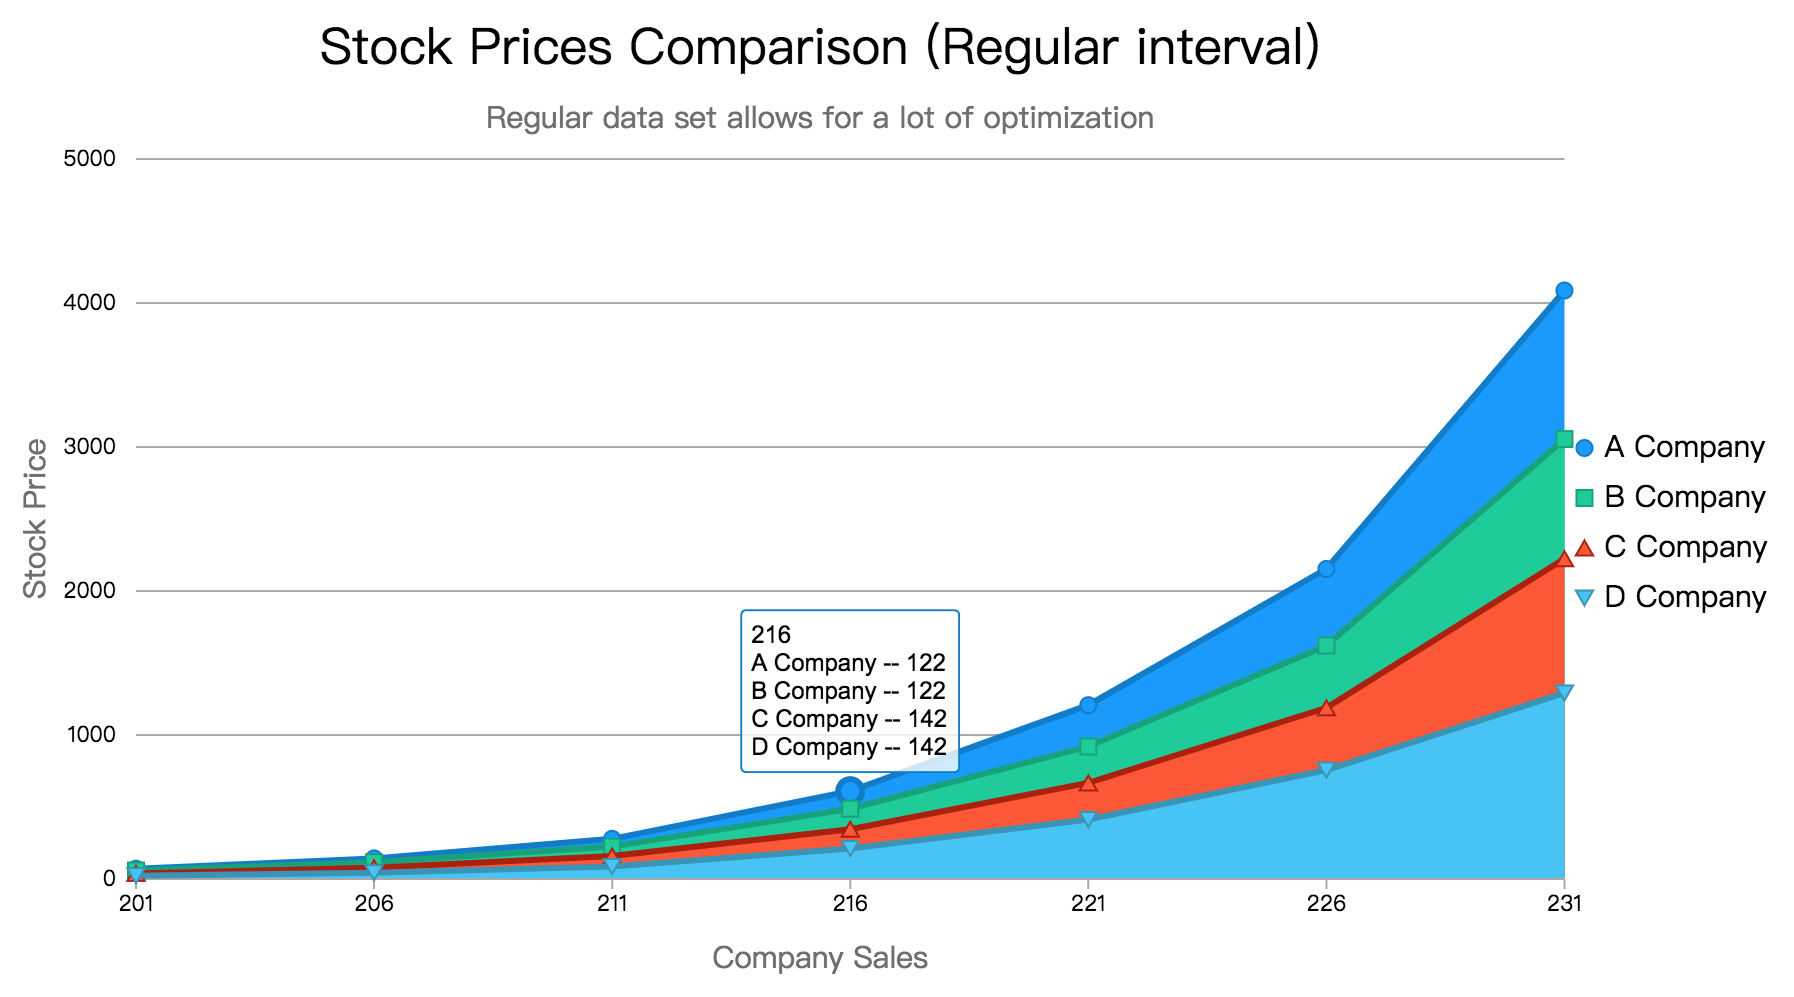 Stock Prices Comparison (Regular interval)
Regular data set allows for a lot of optimization
5000
4000
3000
2000
1000
0
Stock Price
216
A Company -- 122
B Company -- 122
C Company -- 142
D Company -- 142
A Company
B Company
C Company
D Company
201 206 211 216 221 226 231
Company Sales